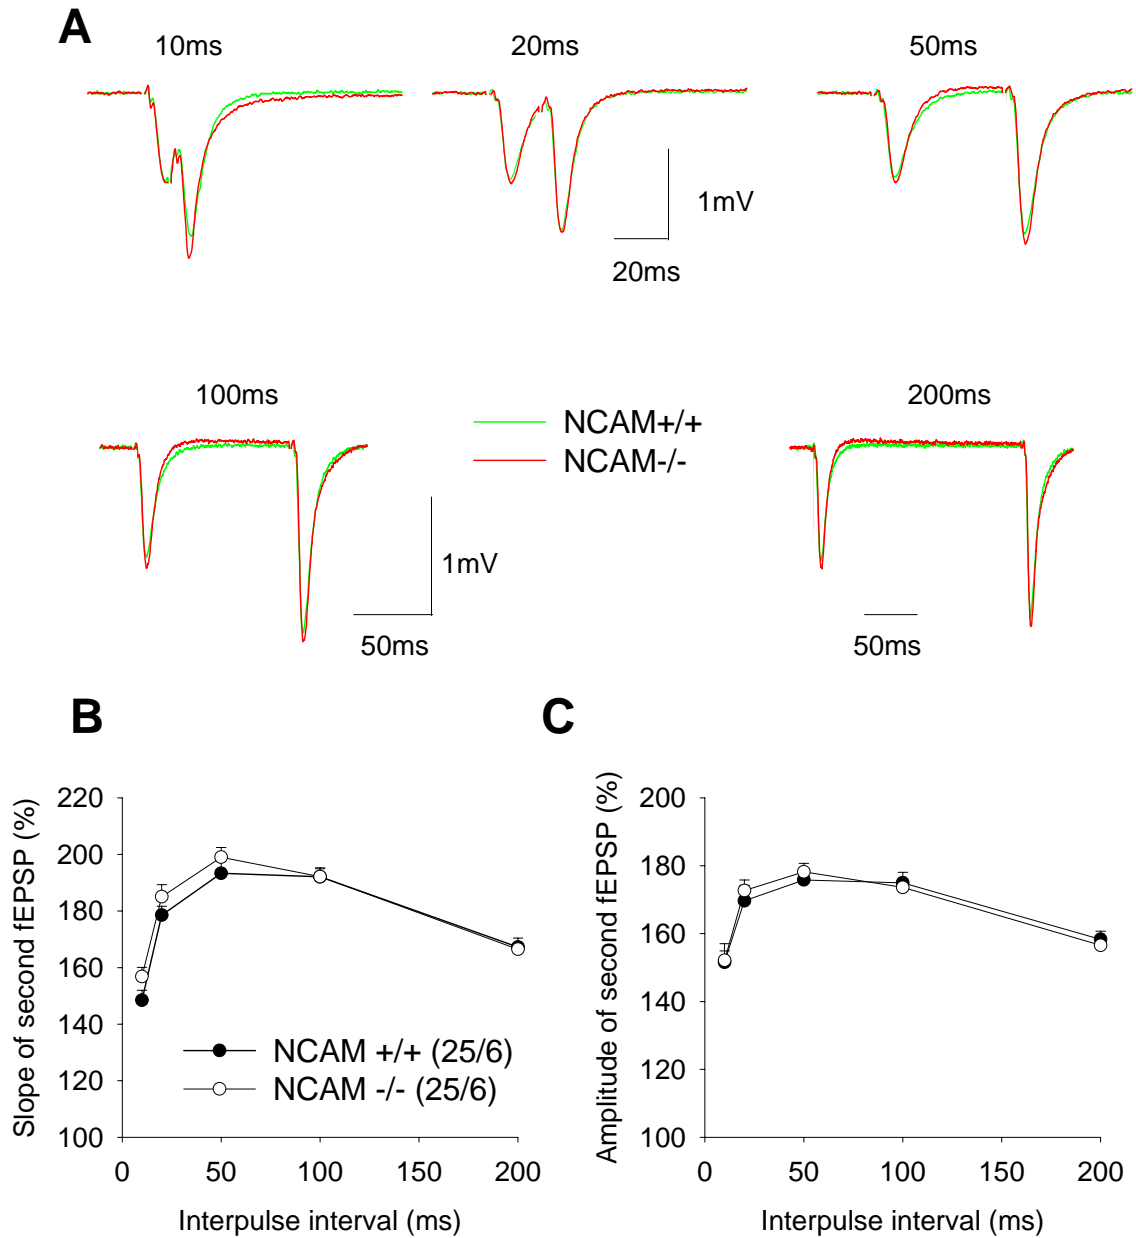 A
10ms
20ms
50ms
1mV
20ms
100ms
NCAM+/+
NCAM-/-
200ms
1mV
50ms
50ms
B
Slope of second fEPSP (%)
220
200
180
160
140
120
100
NCAM +/+ (25/6)
NCAM -/- (25/6)
0
50
100
150
200
Interpulse interval (ms)
C
Amplitude of second fEPSP (%)
200
180
160
140
120
100
0
50
100
150
200
Interpulse interval (ms)